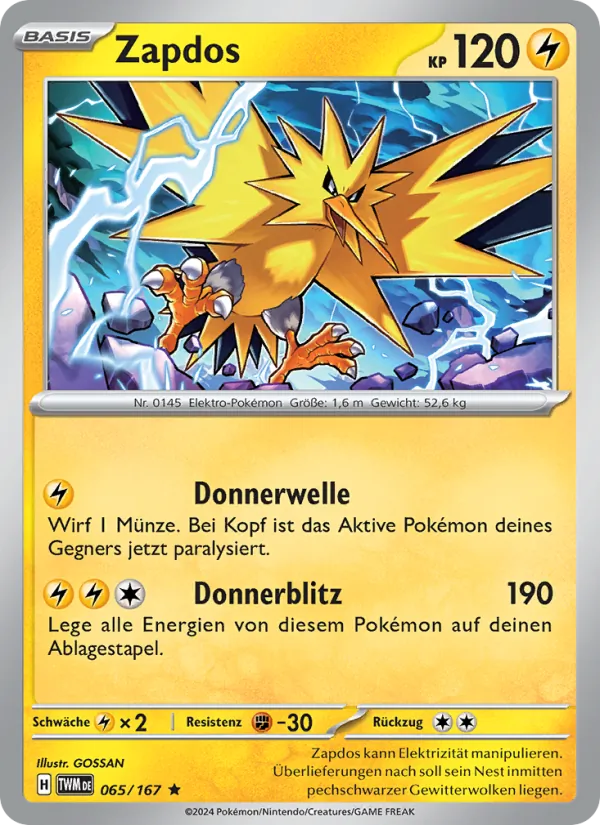 BASIS
Zapdos
KP 120
Nr. 0145 Elektro-Pokémon Größe: 1,6 m Gewicht: 52,6 kg
Donnerwelle
Wirf 1 Münze. Bei Kopf ist das Aktive Pokémon deines
Gegners jetzt paralysiert.
Donnerblitz 190
Lege alle Energien von diesem Pokémon auf deinen
Ablagestapel.
Schwäche ×2 Resistenz -30 Rückzug
Illustr. GOSSAN
H TWM DE 065/167 ★
Zapdos kann Elektrizität manipulieren.
Überlieferungen nach soll sein Nest inmitten
pechschwarzer Gewitterwolken liegen.
©2024 Pokémon/Nintendo/Creatures/GAME FREAK